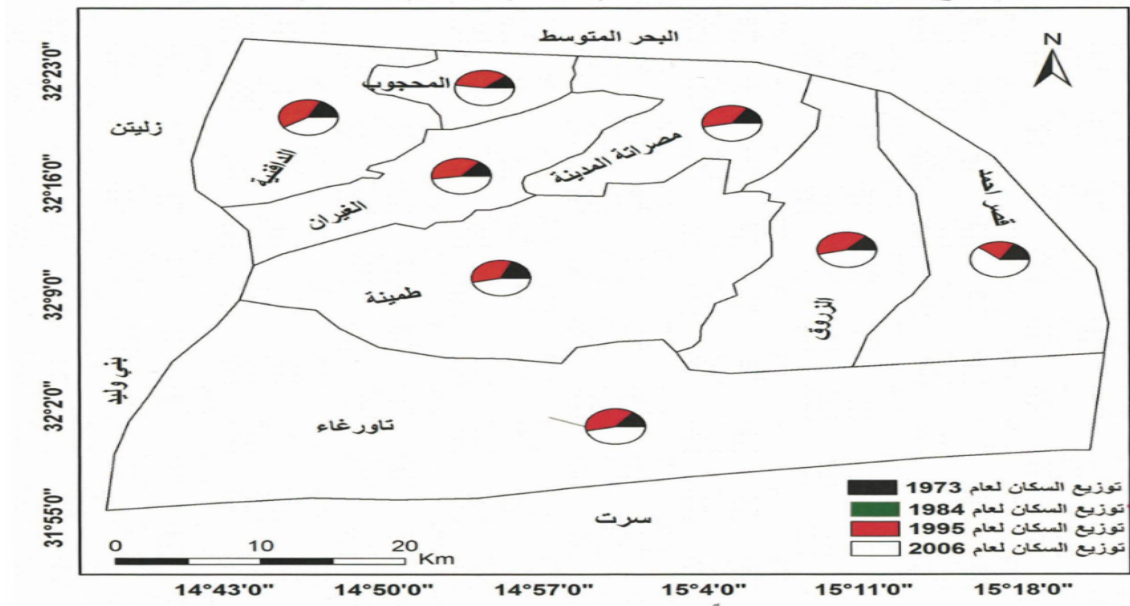 البحر المتوسط
N
المحجوب
زليتن
الدافنية
مصراتة المدينة
قصر احمد
الغيران
طمينة
الزروق
بني وليد
تاورغاء
سرت
توزيع السكان لعام 1973
توزيع السكان لعام 1984
توزيع السكان لعام 1995
توزيع السكان لعام 2006
0 10 20 Km
32°23'0"
32°16'0"
32°9'0"
32°2'0"
31°55'0"
14°43'0" 14°50'0" 14°57'0" 15°4'0" 15°11'0" 15°18'0"